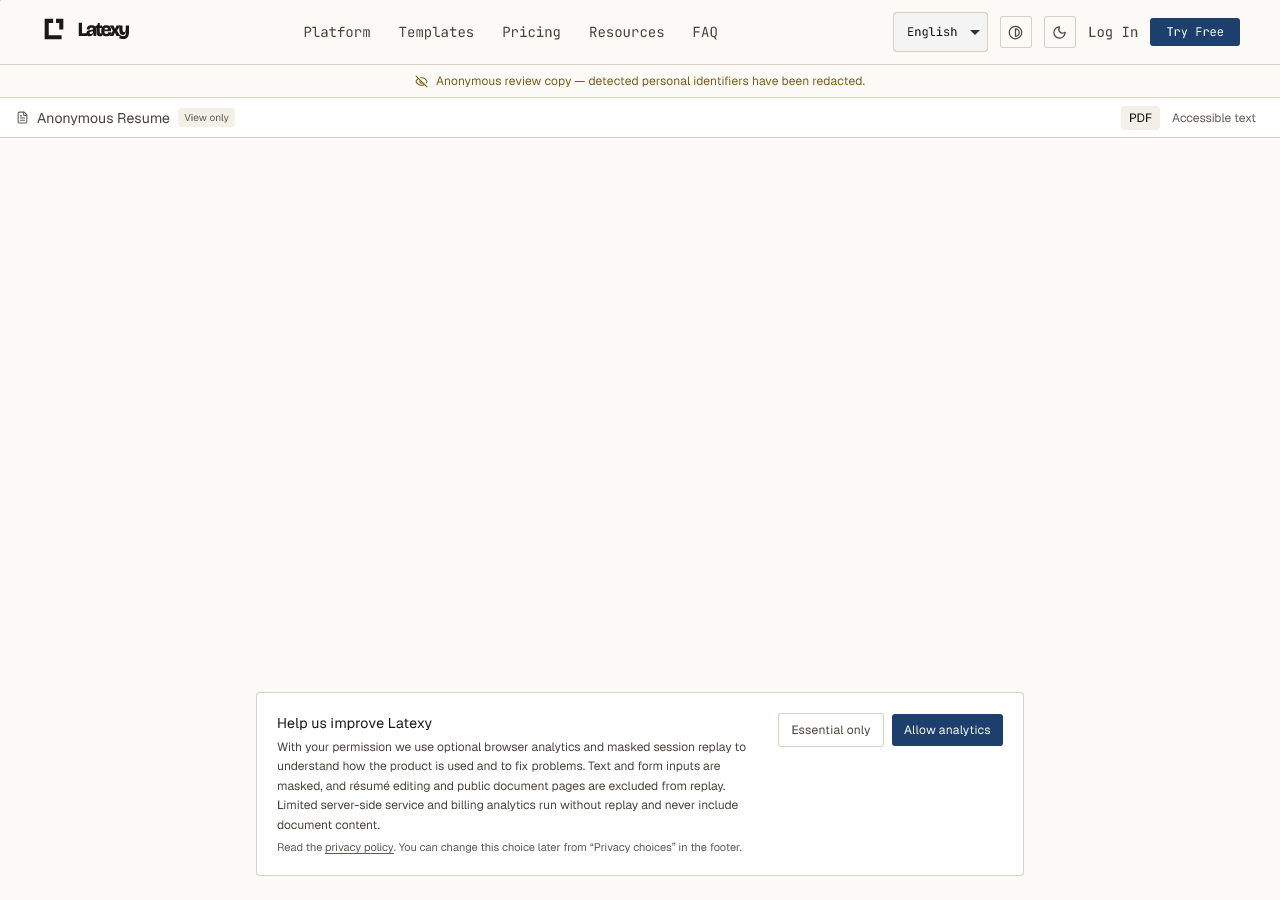 Latexy
Platform Templates Pricing Resources FAQ English Log In Try Free
Anonymous review copy — detected personal identifiers have been redacted.
Anonymous Resume View only PDF Accessible text
Help us improve Latexy
Essential only Allow analytics
With your permission we use optional browser analytics and masked session replay to
understand how the product is used and to fix problems. Text and form inputs are
masked, and résumé editing and public document pages are excluded from replay.
Limited server-side service and billing analytics run without replay and never include
document content.
Read the privacy policy. You can change this choice later from “Privacy choices” in the footer.